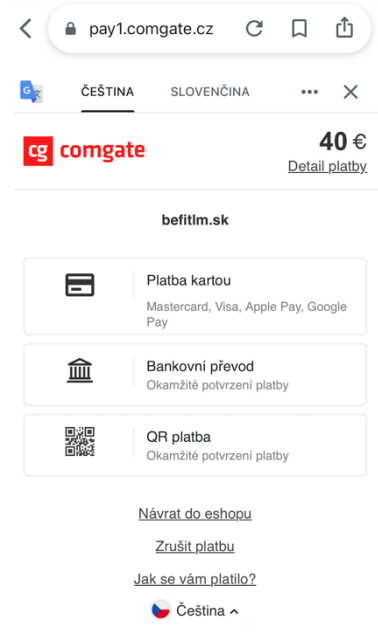 pay1.comgate.cz
ČEŠTINA SLOVENČINA
cg comgate
40 €
Detail platby
befitlm.sk
Platba kartou
Mastercard, Visa, Apple Pay, Google
Pay
Bankovní převod
Okamžité potvrzení platby
QR platba
Okamžité potvrzení platby
Návrat do eshopu
Zrušit platbu
Jak se vám platilo?
Čeština